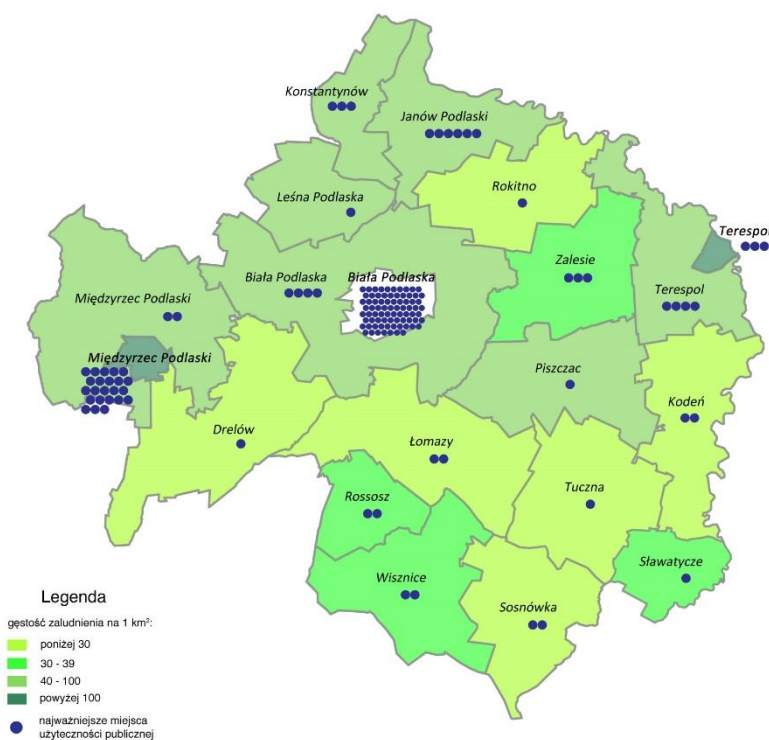 Konstantynów
Janów Podlaski
Leśna Podlaska
Rokitno
Terespol
Zalesie
Biała Podlaska
Biała Podlaska
Międzyrzec Podlaski
Terespol
Międzyrzec Podlaski
Piszczac
Kodeń
Drelów
Łomazy
Rossosz
Tuczna
Wisznice
Sławatycze
Sosnówka
Legenda
gęstość zaludnienia na 1 km²:
poniżej 30
30 - 39
40 - 100
powyżej 100
najważniejsze miejsca
użyteczności publicznej